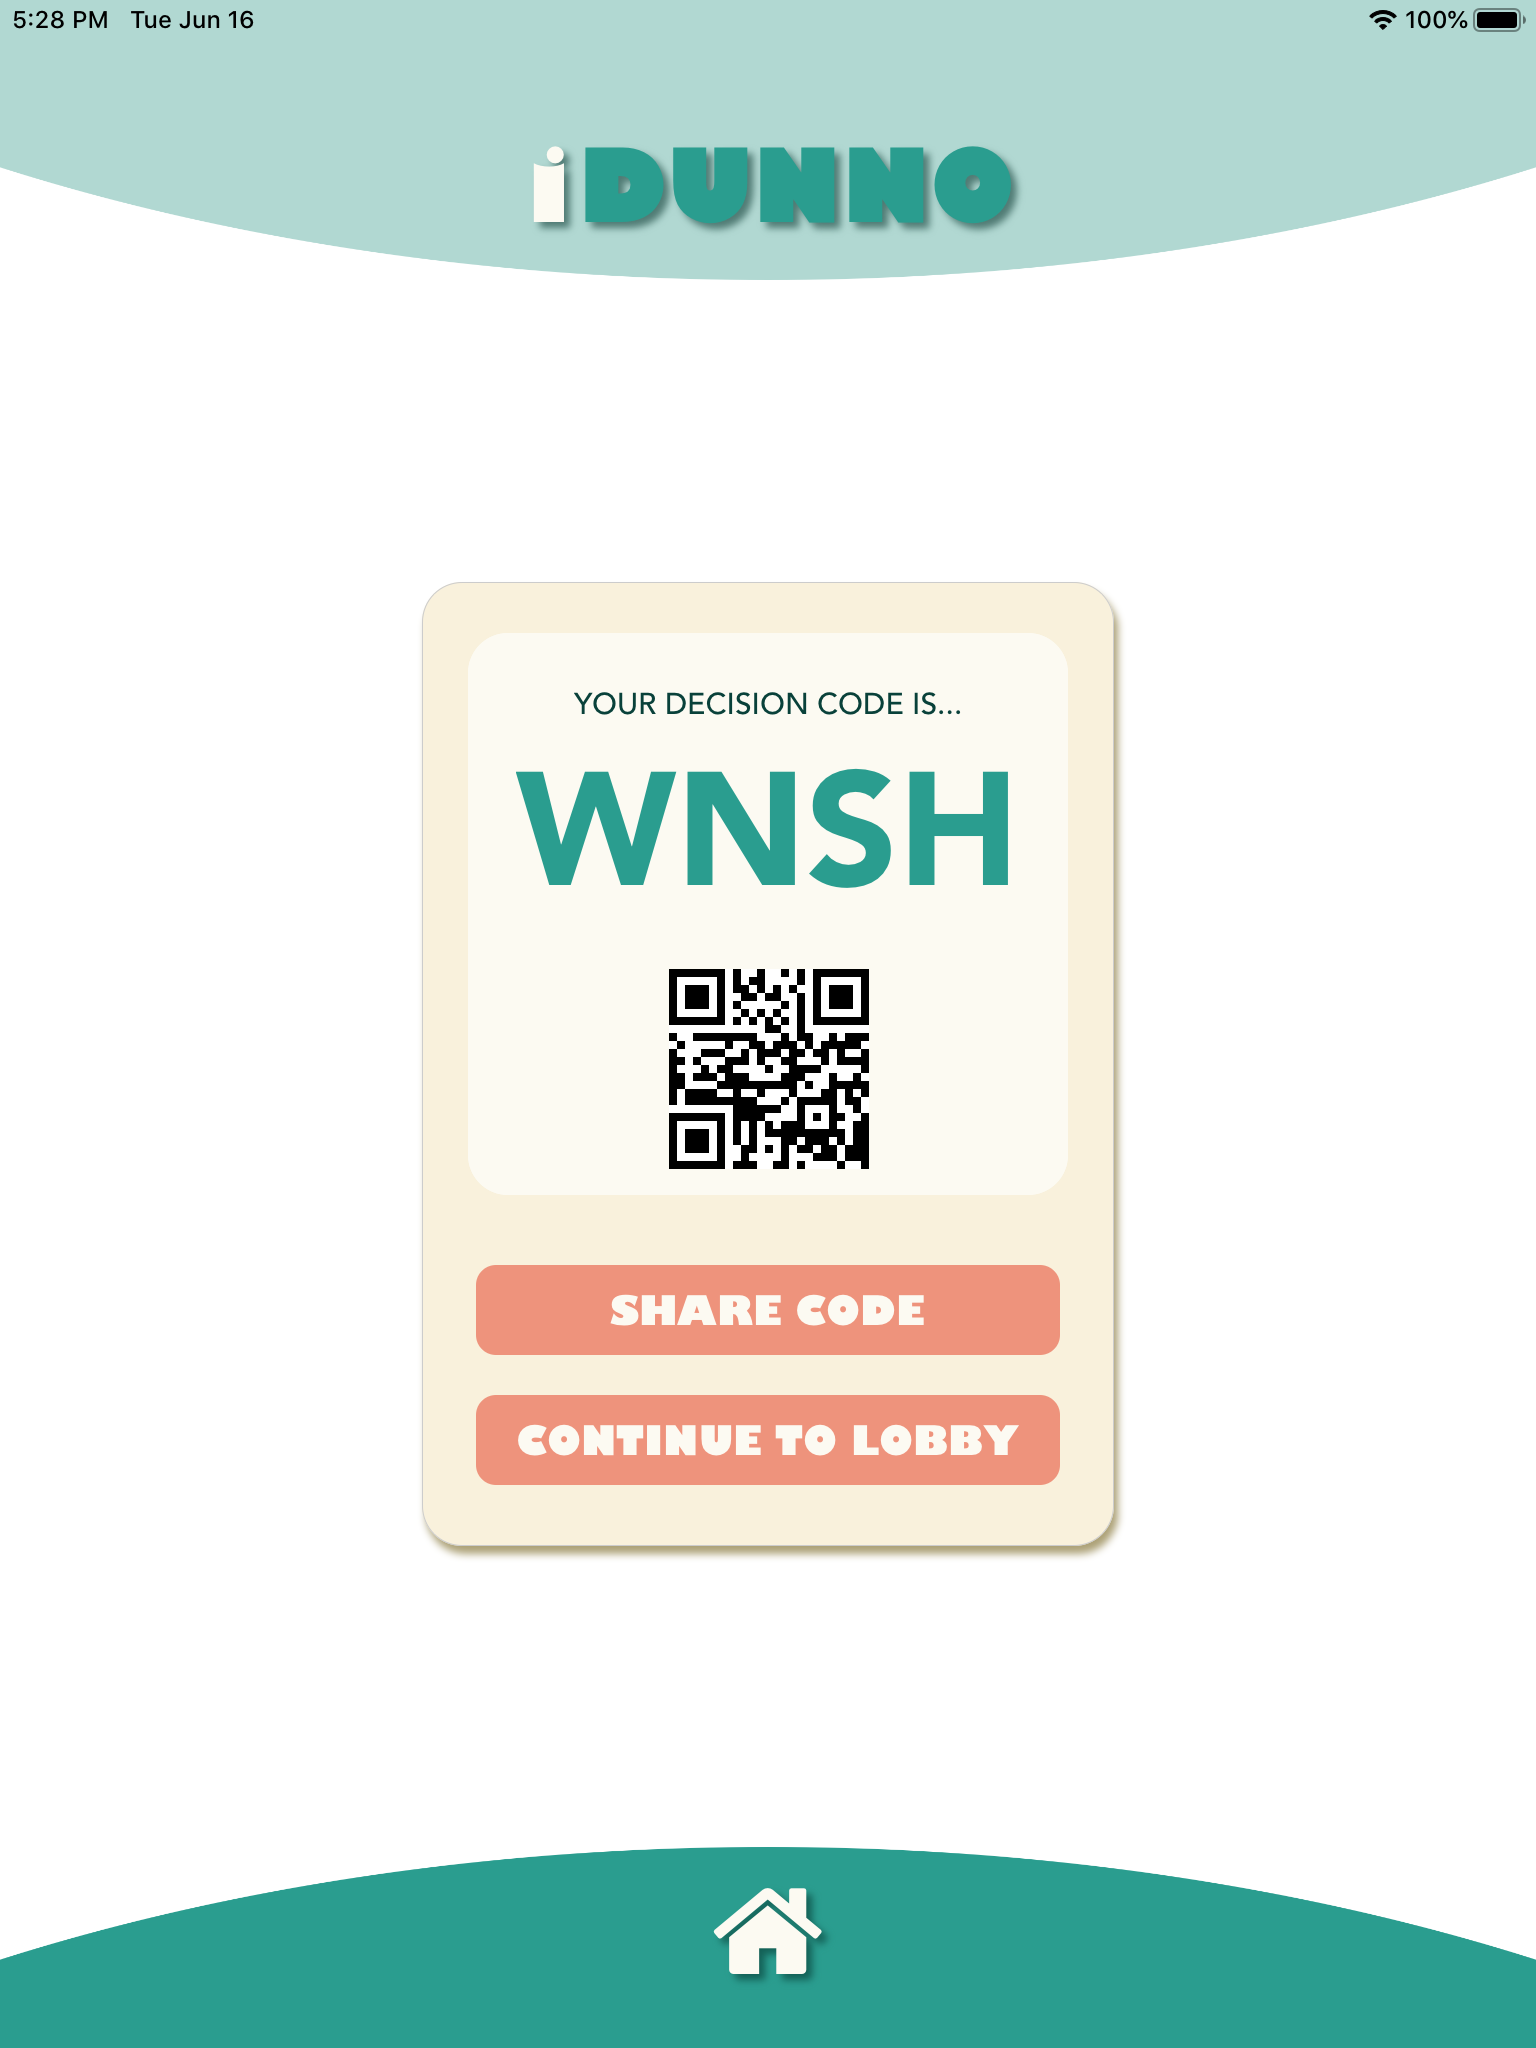 5:28 PM Tue Jun 16 100%
iDUNNO
YOUR DECISION CODE IS...
WNSH
SHARE CODE
CONTINUE TO LOBBY